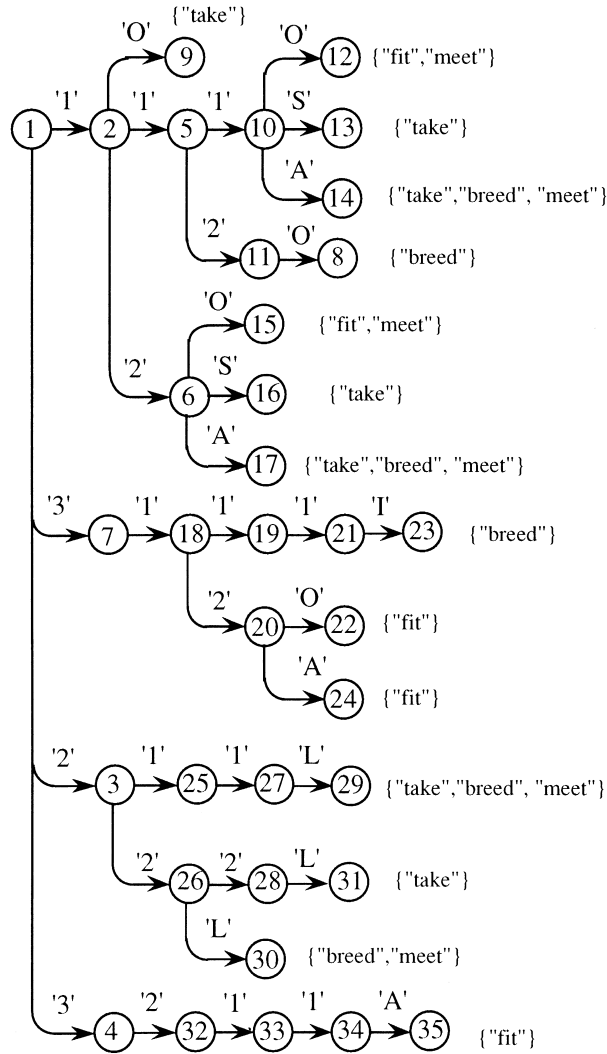 {"take"}
'O' 9 'O' 12 {"fit","meet"}
'1' '1' '1' 'S'
1 2 5 10 13 {"take"}
'A'
14 {"take","breed", "meet"}
'2' 'O'
11 8 {"breed"}
'O'
15 {"fit","meet"}
'2' 'S'
6 16 {"take"}
'A'
17 {"take","breed", "meet"}
'3' '1' '1' '1' 'I'
7 18 19 21 23 {"breed"}
'2' 'O'
20 22 {"fit"}
'A'
24 {"fit"}
'2' '1' '1' 'L'
3 25 27 29 {"take","breed", "meet"}
'2' '2' 'L'
26 28 31 {"take"}
'L'
30 {"breed","meet"}
'3' '2' '1' '1' 'A'
4 32 33 34 35 {"fit"}